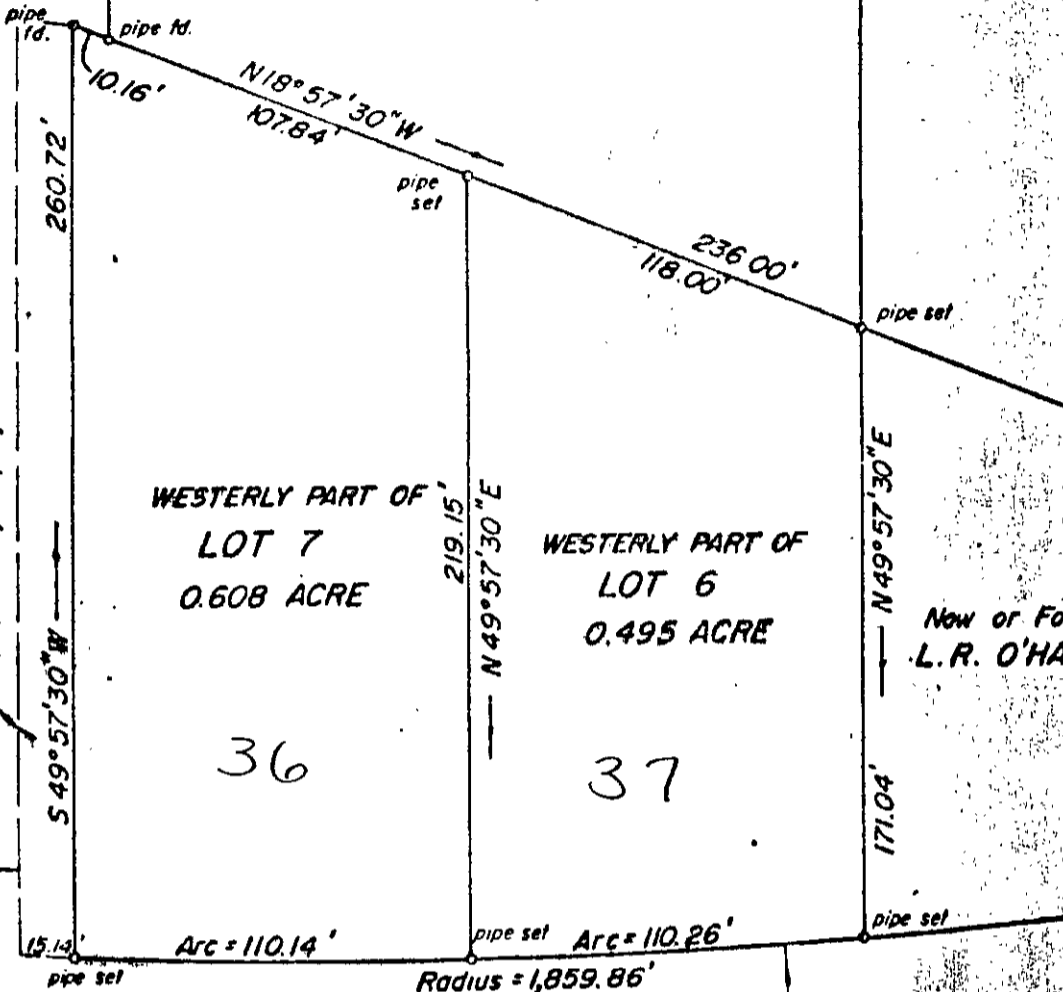 pipe
fd.
pipe fd.
10.16'
N18°57'30"W
107.84'
260.72'
pipe
set
236.00'
118.00'
pipe set
WESTERLY PART OF
LOT 7
0.608 ACRE
219.15'
N49°57'30"E
WESTERLY PART OF
LOT 6
0.495 ACRE
N49°57'30"E
Now or Fo
L.R. O'HA
S49°57'30"W
36
37
171.04'
15.14'
Arc = 110.14'
pipe set
Arc = 110.26'
pipe set
pipe set
Radius = 1,859.86'